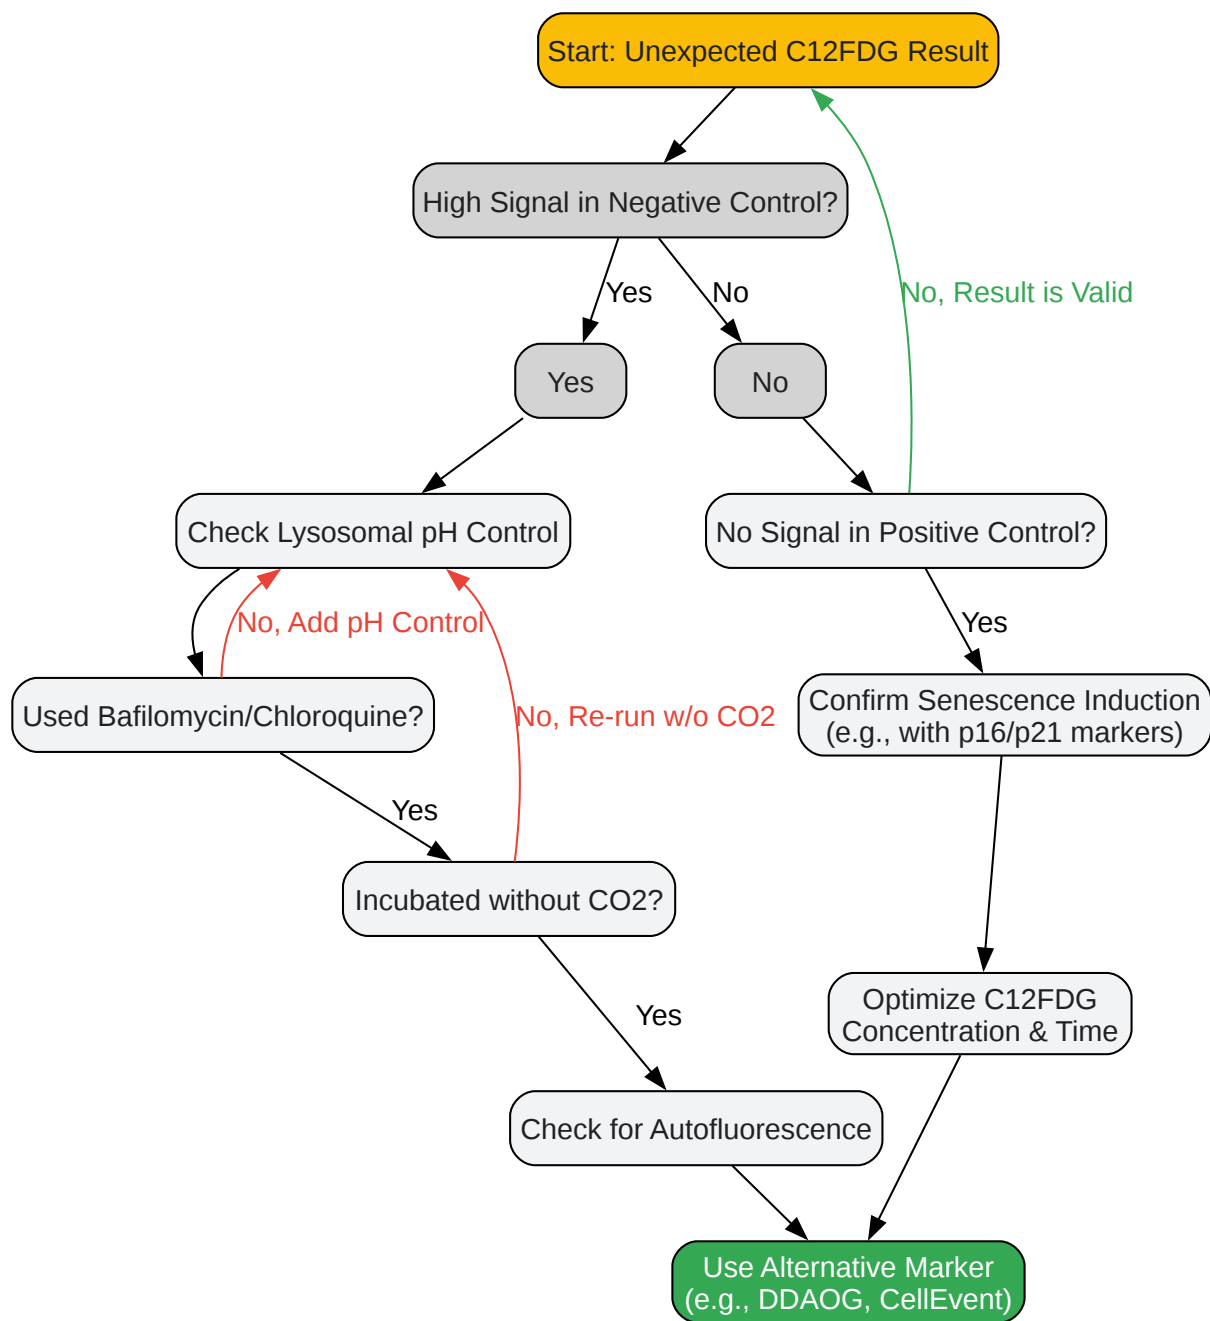 Start: Unexpected C12FDG Result
High Signal in Negative Control?
No, Result is Valid
Yes
No
Yes
No
Check Lysosomal pH Control
No Signal in Positive Control?
No, Add pH Control
Yes
Used Bafilomycin/Chloroquine?
No, Re-run w/o CO2
Confirm Senescence Induction
(e.g., with p16/p21 markers)
Yes
Incubated without CO2?
Optimize C12FDG
Concentration & Time
Yes
Check for Autofluorescence
Use Alternative Marker
(e.g., DDAOG, CellEvent)